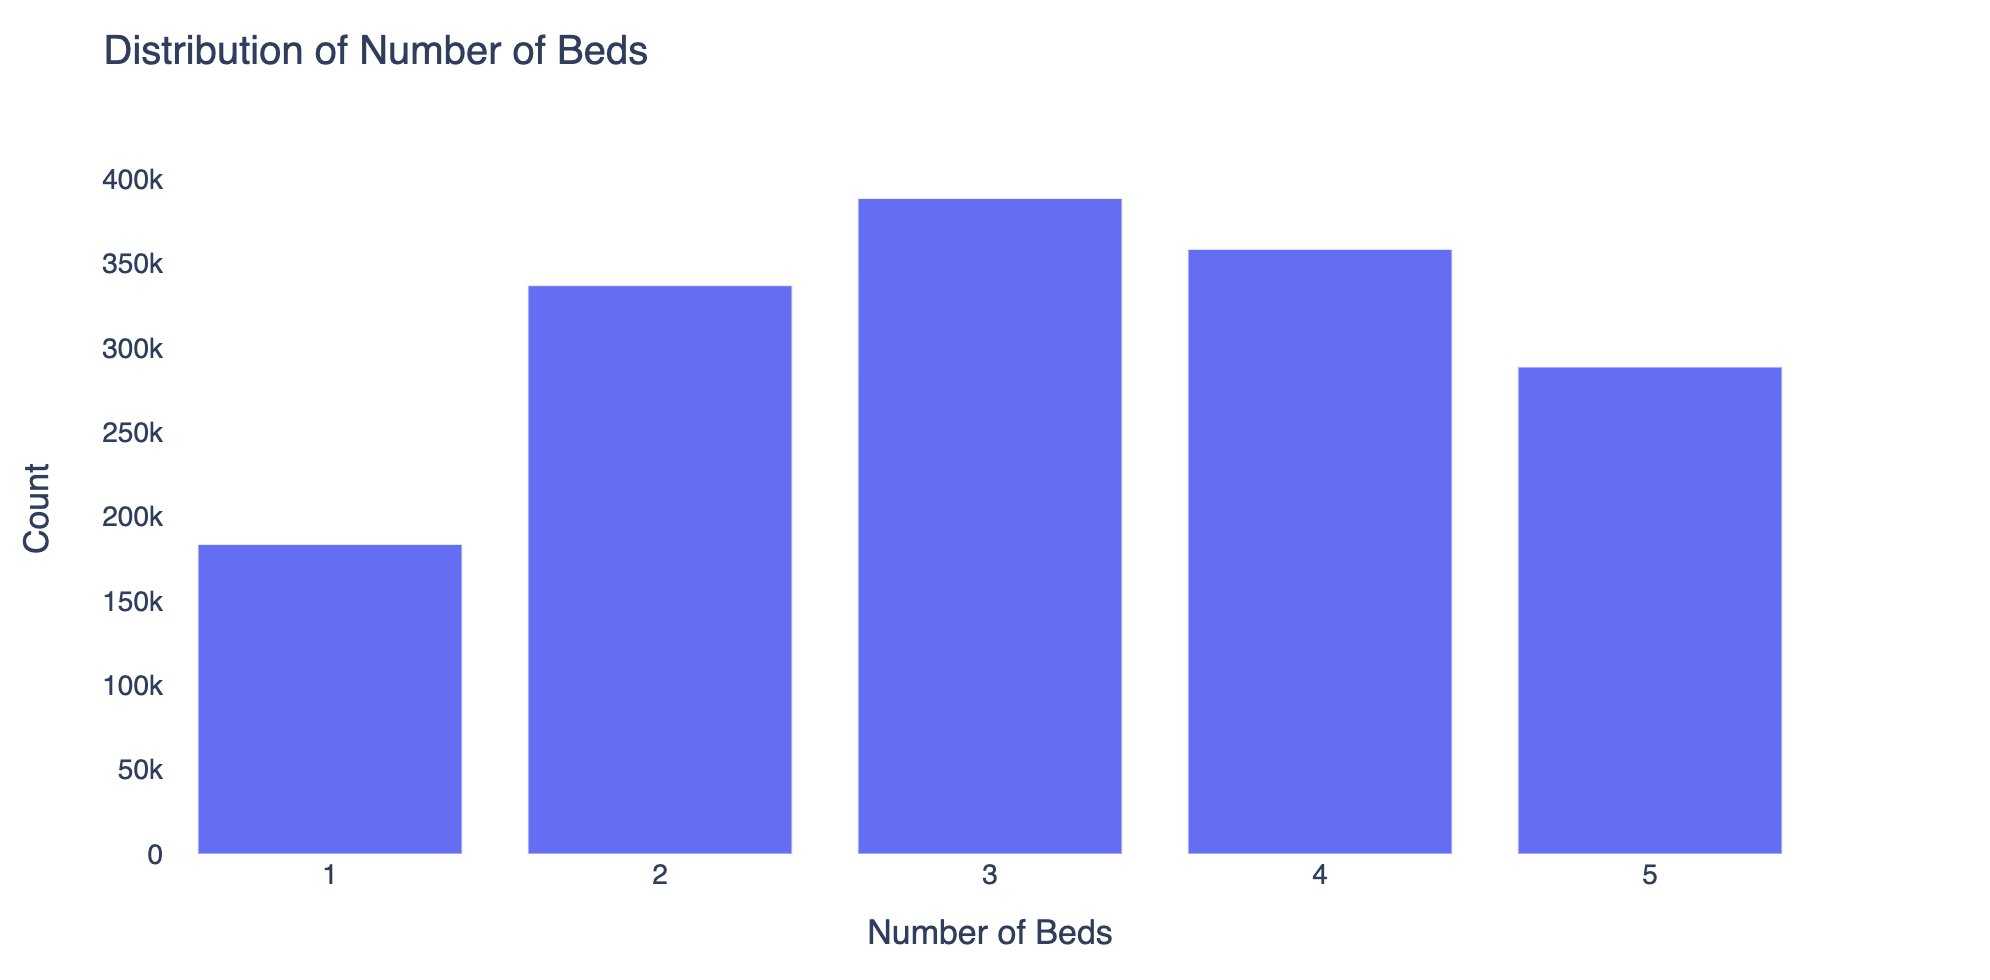 Distribution of Number of Beds
400k
350k
300k
250k
200k
150k
100k
50k
0
Count
1 2 3 4 5
Number of Beds